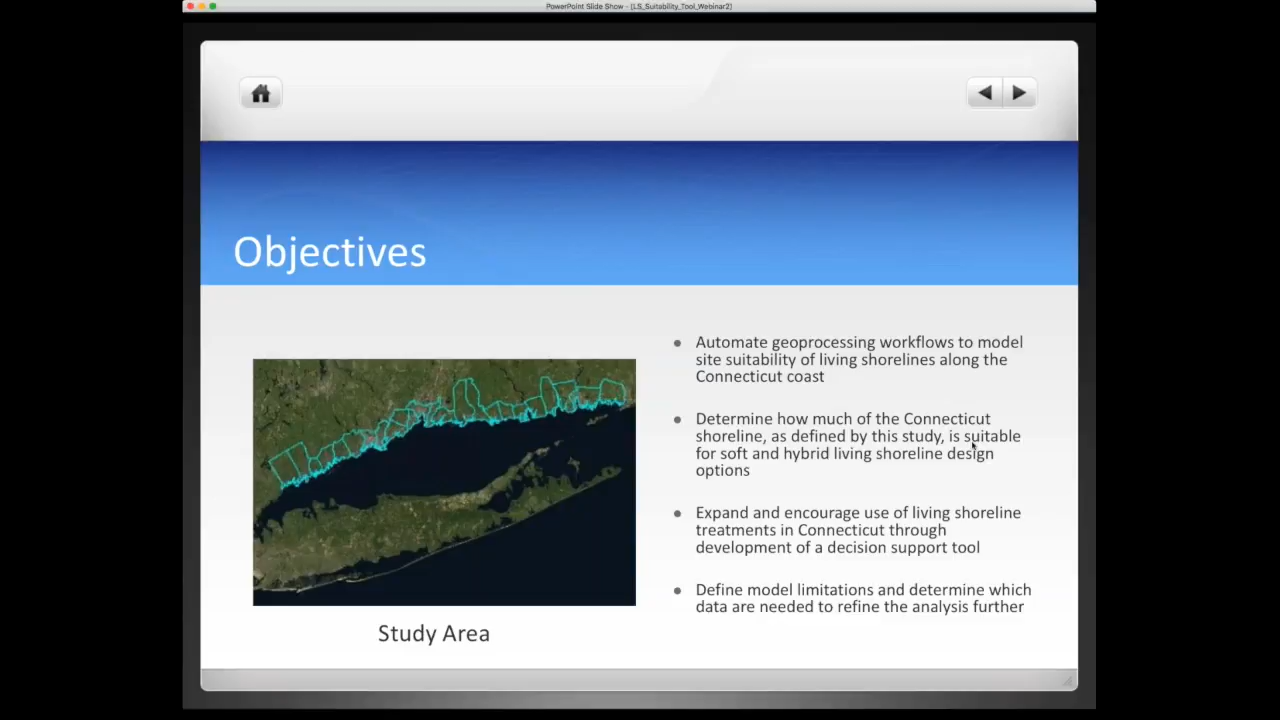 PowerPoint Slide Show - [LS_Suitability_Tool_Webinar2]
Objectives
● Automate geoprocessing workflows to model
site suitability of living shorelines along the
Connecticut coast
● Determine how much of the Connecticut
shoreline, as defined by this study, is suitable
for soft and hybrid living shoreline design
options
● Expand and encourage use of living shoreline
treatments in Connecticut through
development of a decision support tool
● Define model limitations and determine which
data are needed to refine the analysis further
Study Area